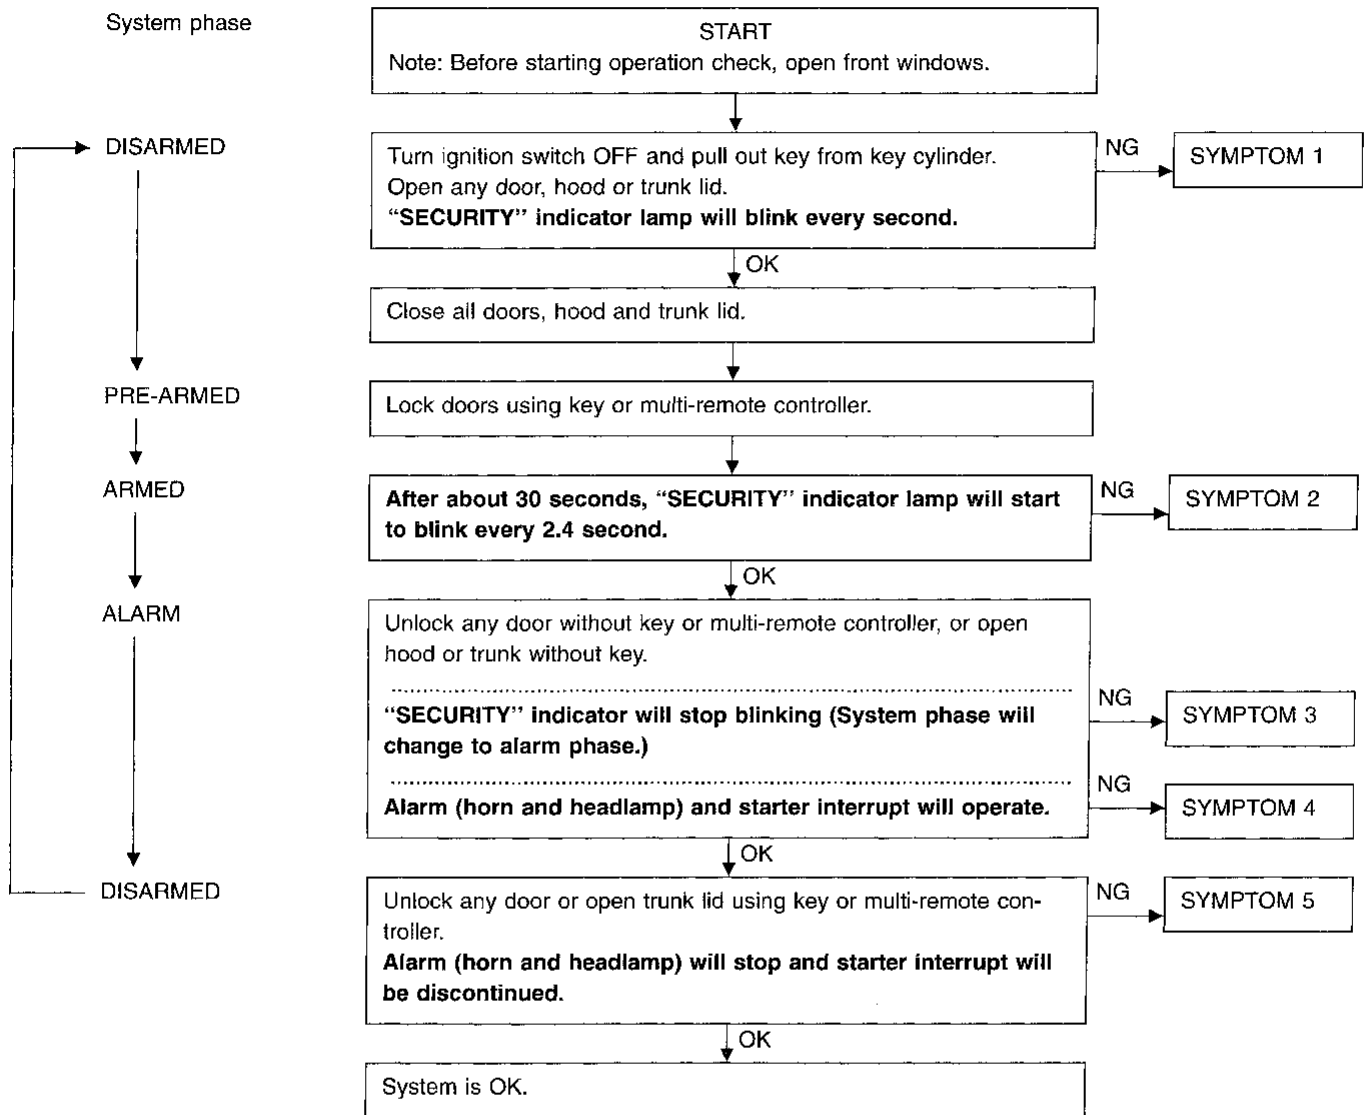 System phase
START
Note: Before starting operation check, open front windows.
DISARMED
Turn ignition switch OFF and pull out key from key cylinder.
Open any door, hood or trunk lid.
“SECURITY” indicator lamp will blink every second.
NG
SYMPTOM 1
OK
Close all doors, hood and trunk lid.
PRE-ARMED
Lock doors using key or multi-remote controller.
ARMED
After about 30 seconds, “SECURITY” indicator lamp will start
to blink every 2.4 second.
NG
SYMPTOM 2
OK
ALARM
Unlock any door without key or multi-remote controller, or open
hood or trunk without key.
“SECURITY” indicator will stop blinking (System phase will
change to alarm phase.)
NG
SYMPTOM 3
Alarm (horn and headlamp) and starter interrupt will operate.
NG
SYMPTOM 4
OK
DISARMED
Unlock any door or open trunk lid using key or multi-remote con-
troller.
Alarm (horn and headlamp) will stop and starter interrupt will
be discontinued.
NG
SYMPTOM 5
OK
System is OK.